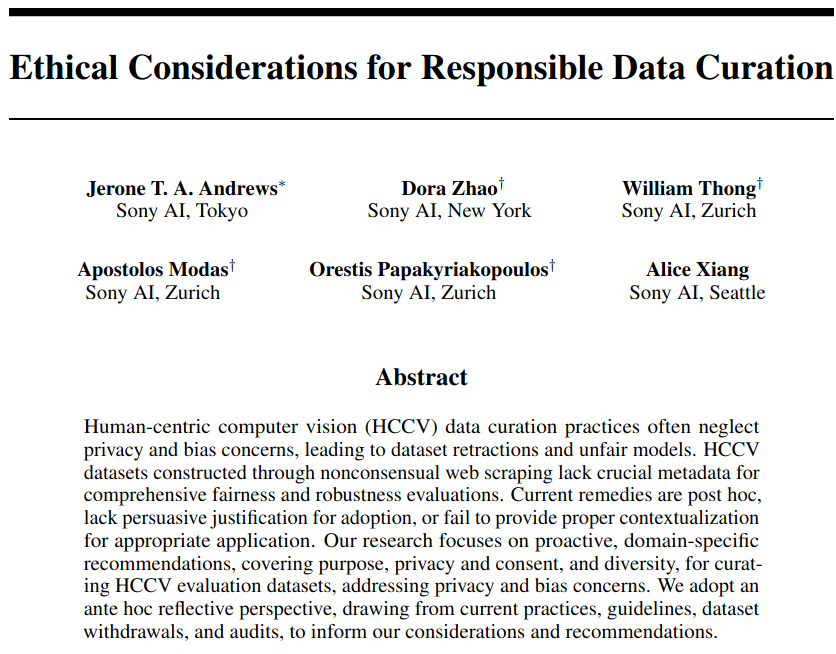 Ethical Considerations for Responsible Data Curation
Jerone T. A. Andrews* Dora Zhao† William Thong†
Sony AI, Tokyo Sony AI, New York Sony AI, Zurich
Apostolos Modas† Orestis Papakyriakopoulos† Alice Xiang
Sony AI, Zurich Sony AI, Zurich Sony AI, Seattle
Abstract
Human-centric computer vision (HCCV) data curation practices often neglect
privacy and bias concerns, leading to dataset retractions and unfair models. HCCV
datasets constructed through nonconsensual web scraping lack crucial metadata for
comprehensive fairness and robustness evaluations. Current remedies are post hoc,
lack persuasive justification for adoption, or fail to provide proper contextualization
for appropriate application. Our research focuses on proactive, domain-specific
recommendations, covering purpose, privacy and consent, and diversity, for curat-
ing HCCV evaluation datasets, addressing privacy and bias concerns. We adopt an
ante hoc reflective perspective, drawing from current practices, guidelines, dataset
withdrawals, and audits, to inform our considerations and recommendations.